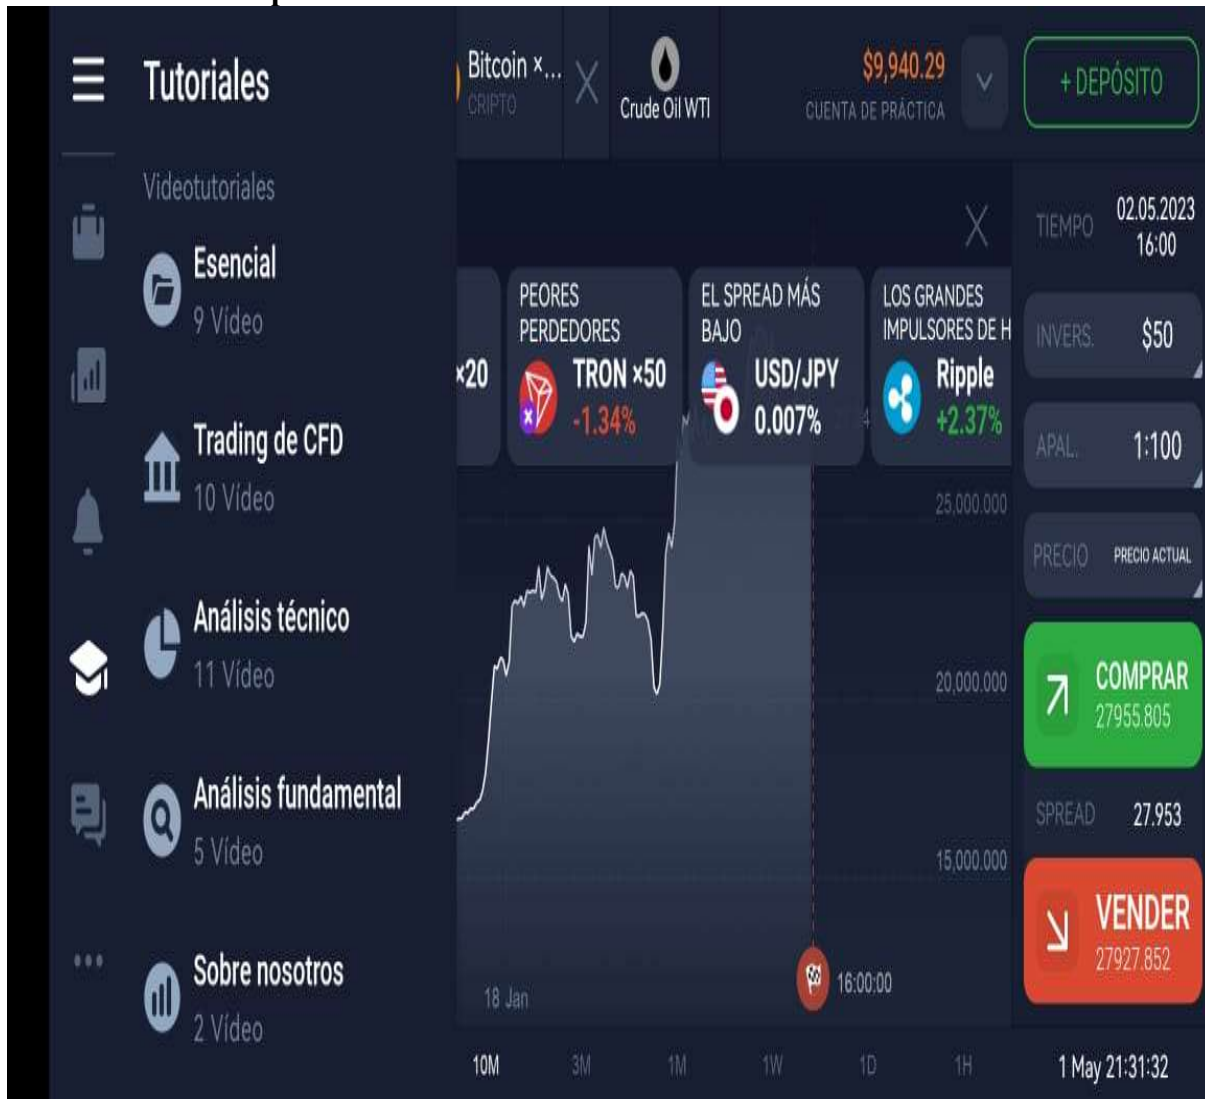 Tutoriales
Videotutoriales
Esencial
9 Vídeo
Trading de CFD
10 Vídeo
Análisis técnico
11 Vídeo
Análisis fundamental
5 Vídeo
Sobre nosotros
2 Vídeo
Bitcoin ×...
CRIPTO
Crude Oil WTI
$9,940.29
CUENTA DE PRÁCTICA
+ DEPÓSITO
×20
PEORES
PERDEDORES
TRON ×50
-1.34%
EL SPREAD MÁS
BAJO
USD/JPY
0.007%
LOS GRANDES
IMPULSORES DE H
Ripple
+2.37%
25,000.000
20,000.000
15,000.000
18 Jan
16:00:00
10M 3M 1M 1W 1D 1H
TIEMPO 02.05.2023
16:00
INVERS. $50
APAL. 1:100
PRECIO PRECIO ACTUAL
COMPRAR
27955.805
SPREAD 27.953
VENDER
27927.852
1 May 21:31:32